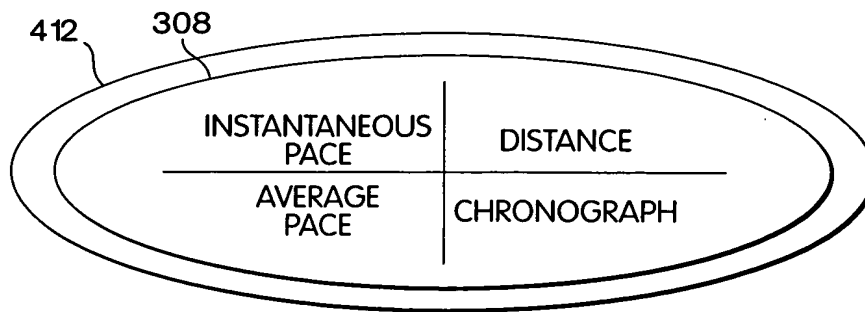 412
308
INSTANTANEOUS
PACE
DISTANCE
AVERAGE
PACE
CHRONOGRAPH